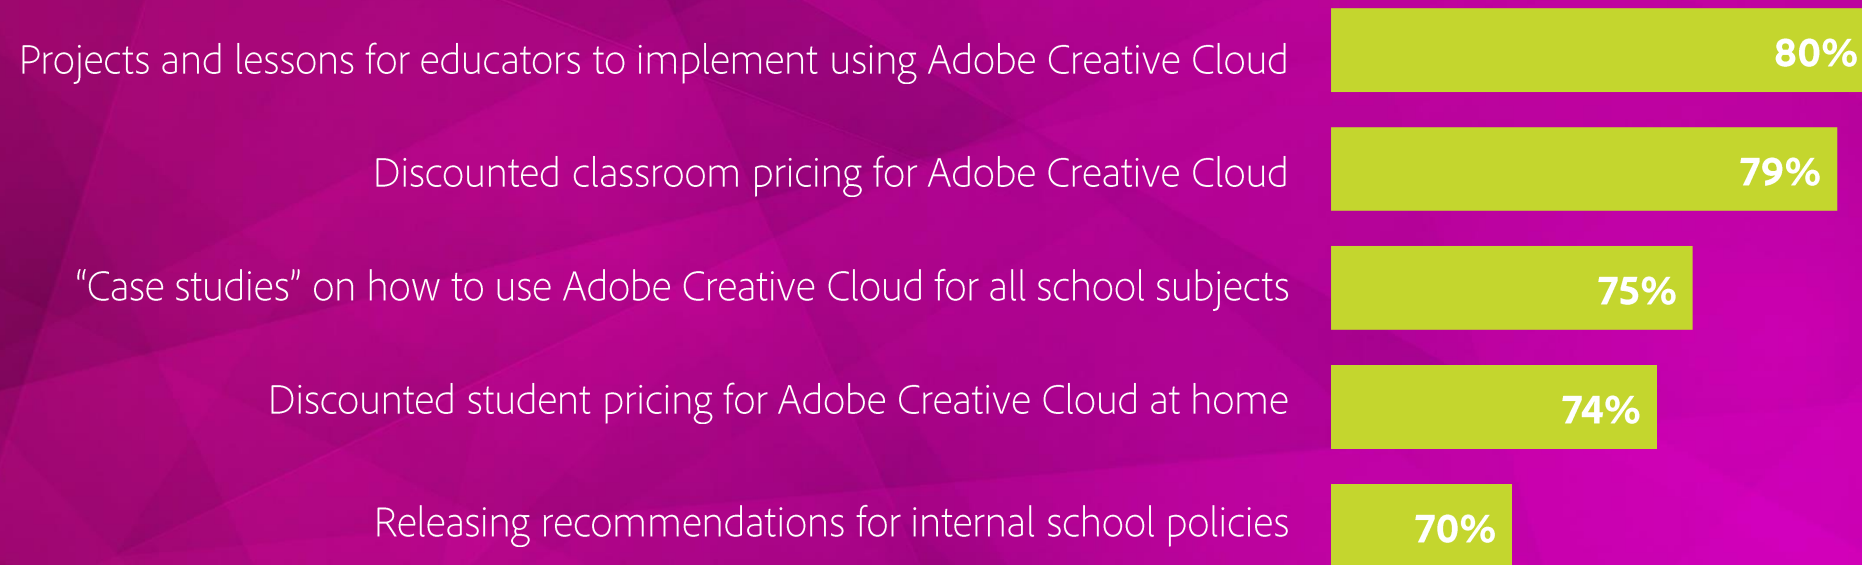 Projects and lessons for educators to implement using Adobe Creative Cloud 80%
Discounted classroom pricing for Adobe Creative Cloud 79%
“Case studies” on how to use Adobe Creative Cloud for all school subjects 75%
Discounted student pricing for Adobe Creative Cloud at home 74%
Releasing recommendations for internal school policies 70%